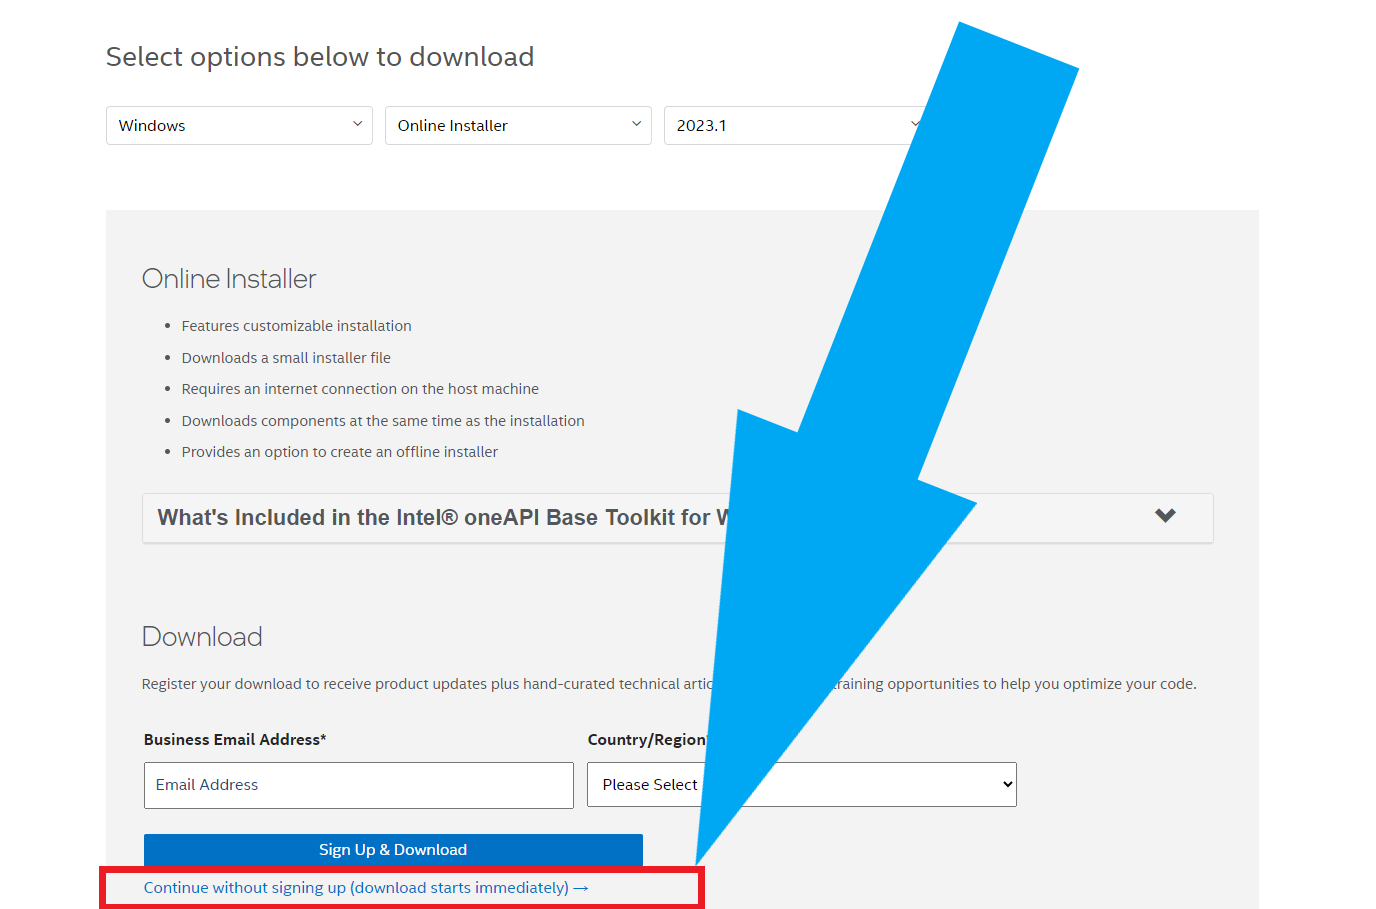 Select options below to download
Windows Online Installer 2023.1
Online Installer
Features customizable installation
Downloads a small installer file
Requires an internet connection on the host machine
Downloads components at the same time as the installation
Provides an option to create an offline installer
What's Included in the Intel® oneAPI Base Toolkit for
Download
Register your download to receive product updates plus hand-curated technical training opportunities to help you optimize your code.
Business Email Address* Country/Region
Email Address Please Select
Sign Up & Download
Continue without signing up (download starts immediately) →